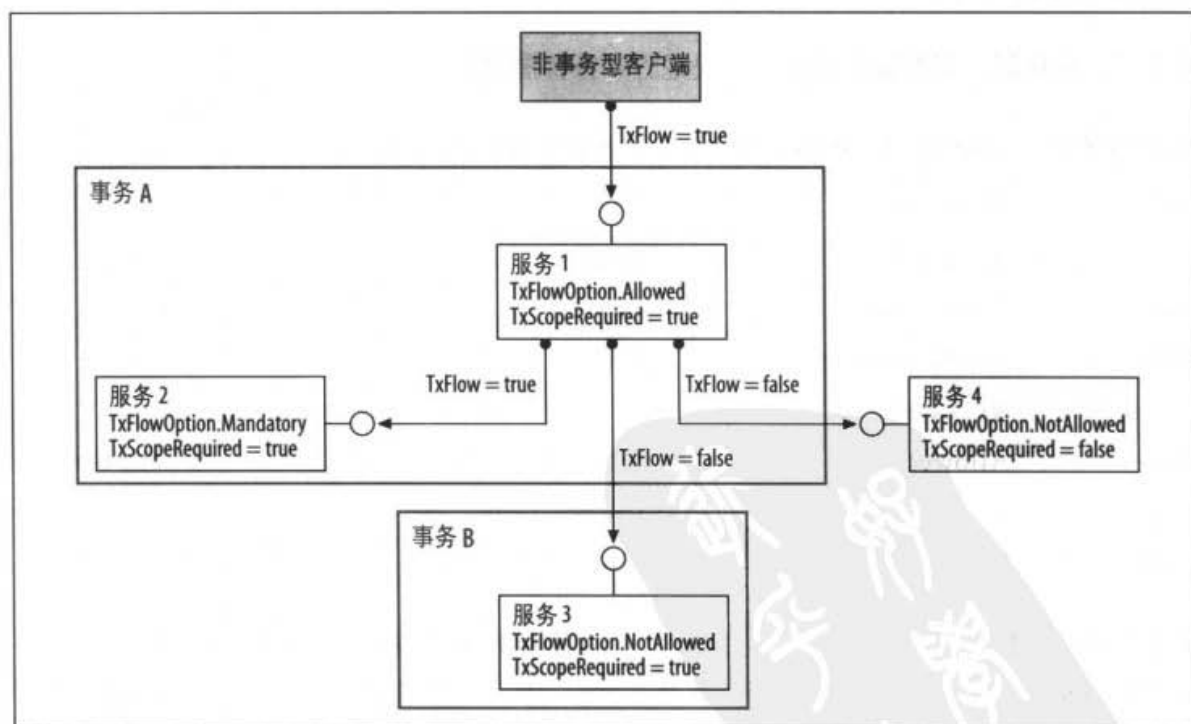 非事务型客户端
TxFlow = true
事务 A
服务 1
TxFlowOption.Allowed
TxScopeRequired = true
TxFlow = true
TxFlow = false
服务 2
TxFlowOption.Mandatory
TxScopeRequired = true
服务 4
TxFlowOption.NotAllowed
TxScopeRequired = false
TxFlow = false
事务 B
服务 3
TxFlowOption.NotAllowed
TxScopeRequired = true